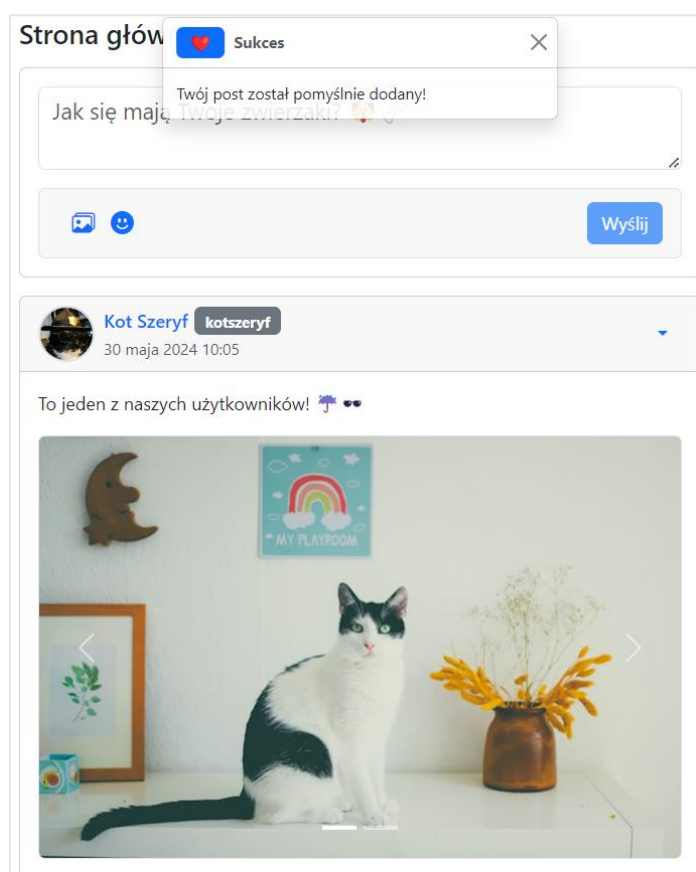 Strona głów
❤️ Sukces
Twój post został pomyślnie dodany!
Jak się mają Twoje zwierzaki?
Wyślij
Kot Szeryf kotszeryf
30 maja 2024 10:05
To jeden z naszych użytkowników! ☔ 🕶️
MY PLAYROOM